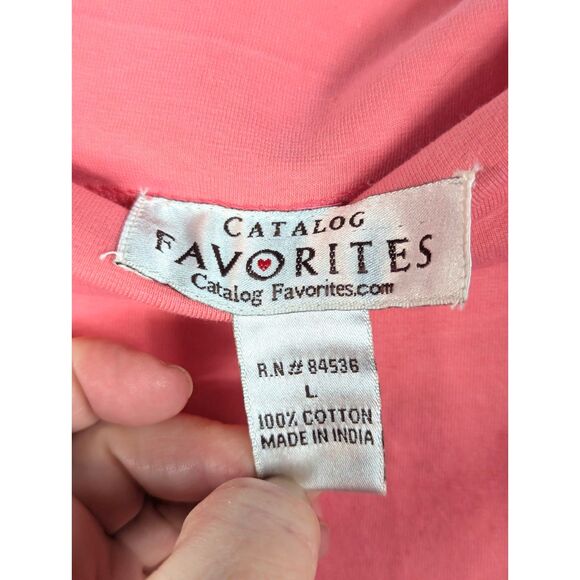 CATALOG
FAVORITES
Catalog Favorites.com
R.N# 84536
L
100% COTTON
MADE IN INDIA